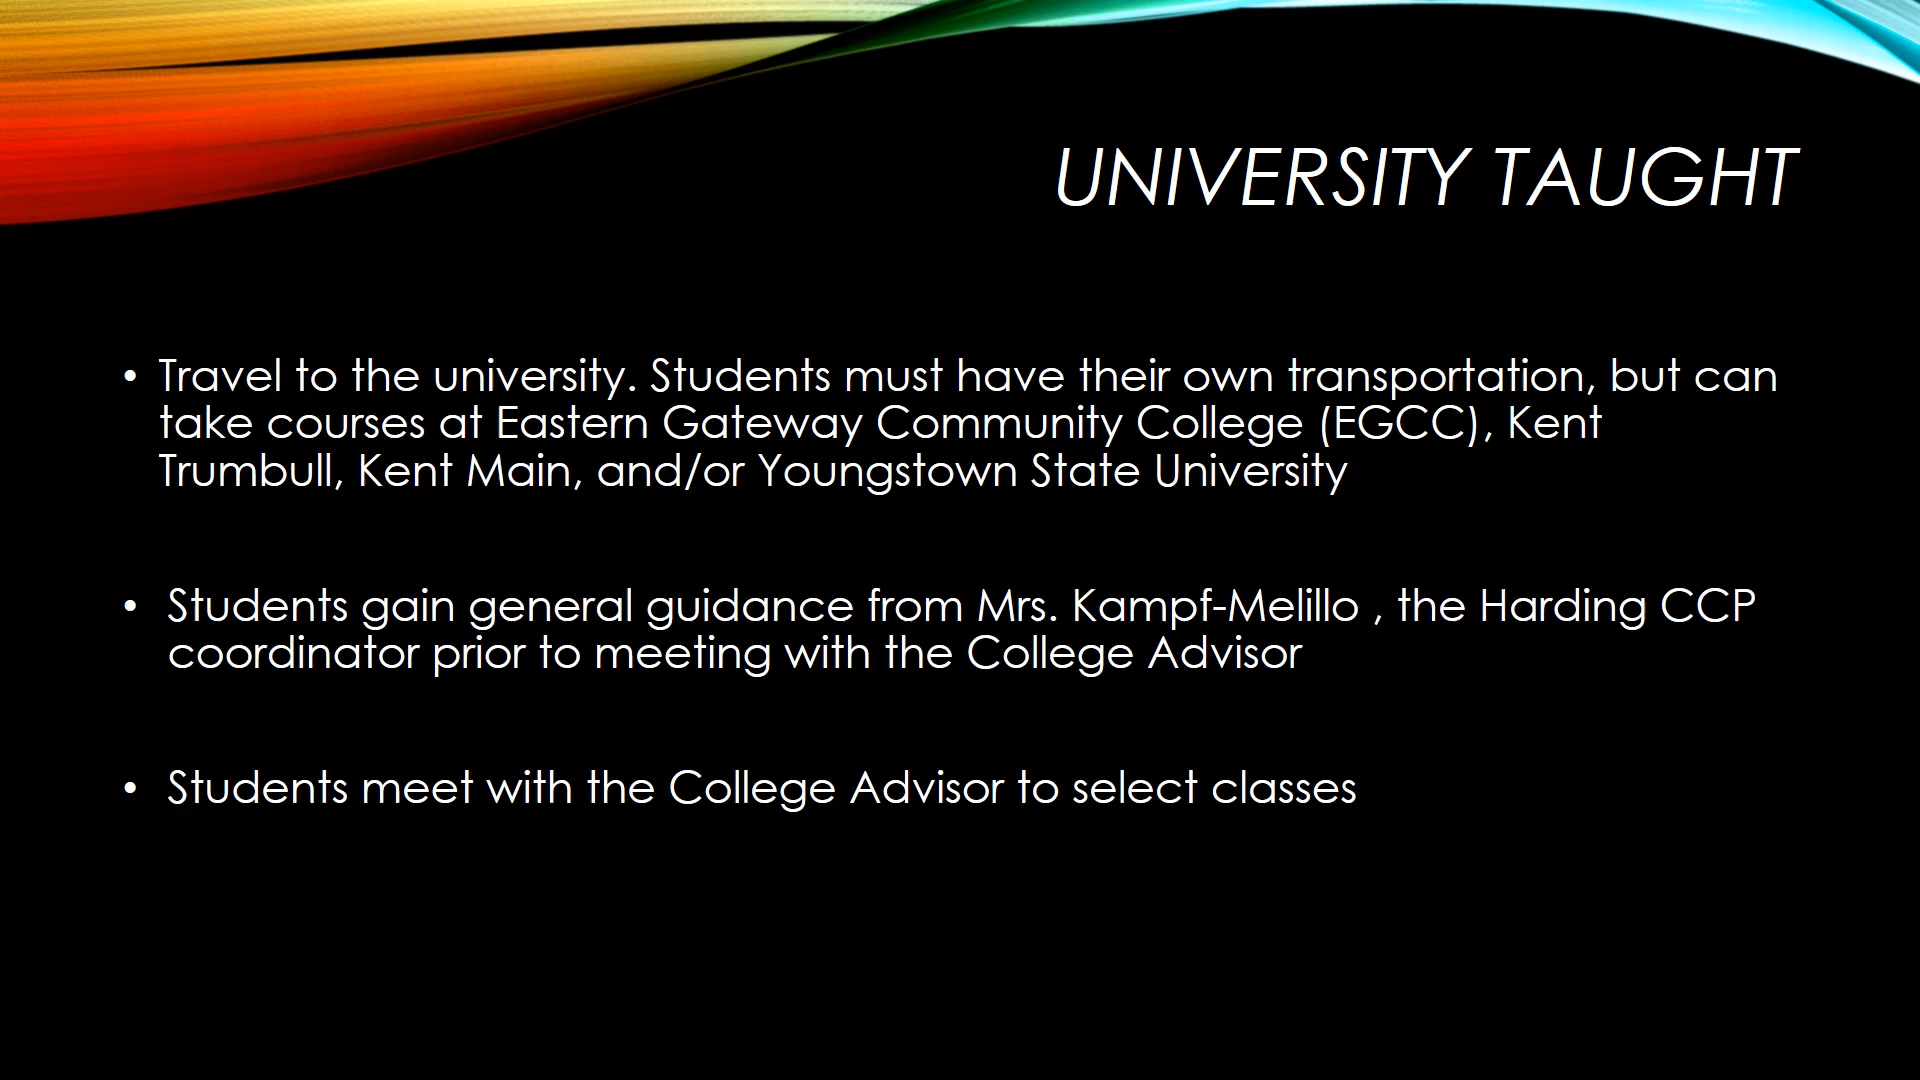 UNIVERSITY TAUGHT
• Travel to the university. Students must have their own transportation, but can
take courses at Eastern Gateway Community College (EGCC), Kent
Trumbull, Kent Main, and/or Youngstown State University
• Students gain general guidance from Mrs. Kampf-Melillo , the Harding CCP
coordinator prior to meeting with the College Advisor
• Students meet with the College Advisor to select classes